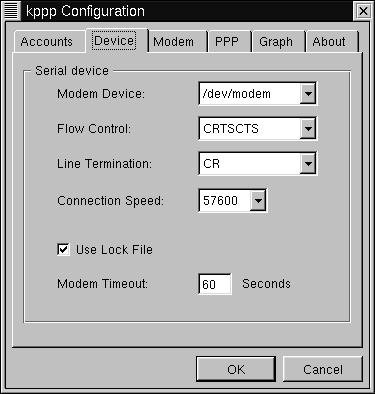 kppp Configuration
Accounts Device Modem PPP Graph About
Serial device
Modem Device: /dev/modem
Flow Control: CRTSCTS
Line Termination: CR
Connection Speed: 57600
Use Lock File
Modem Timeout: 60 Seconds
OK Cancel